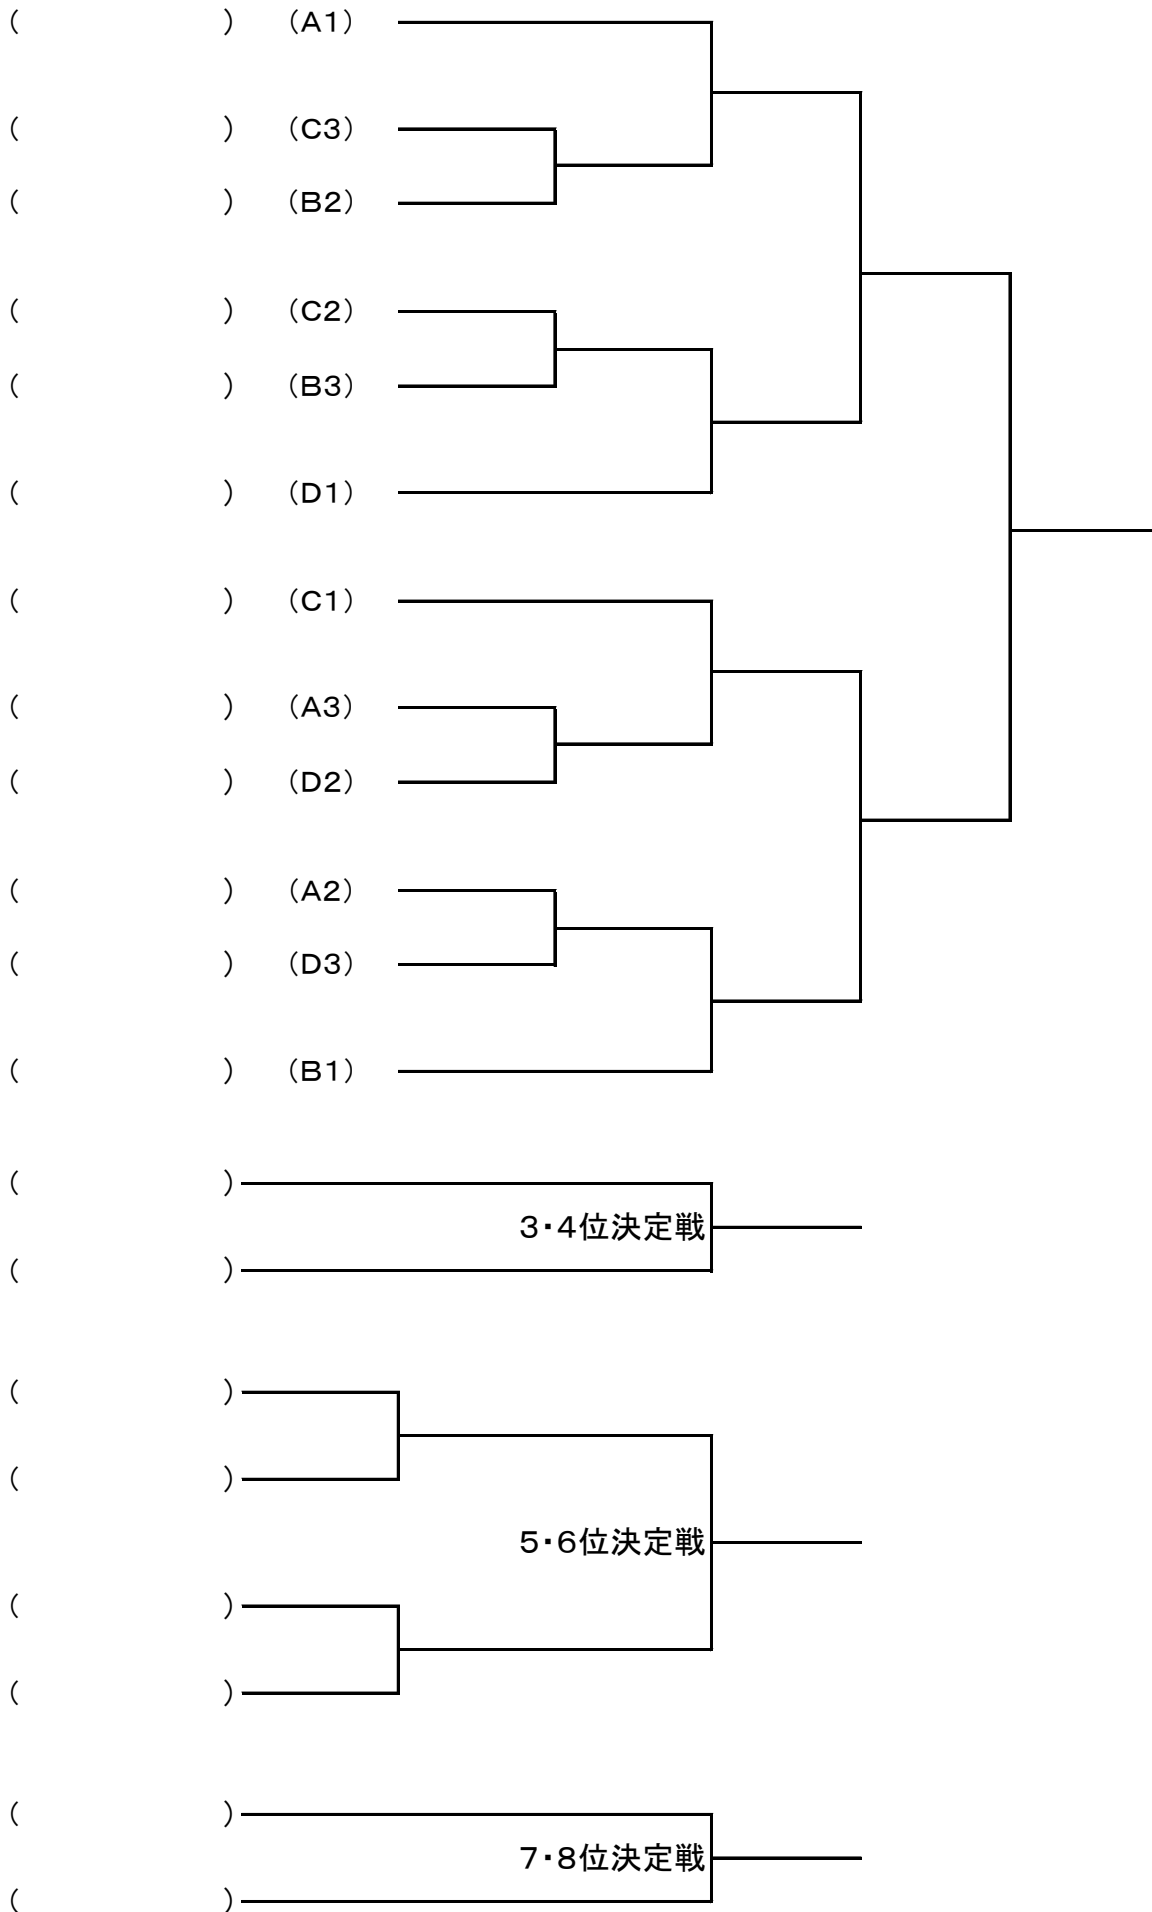 (　　　　　　) （A1）
(　　　　　　) （C3）
(　　　　　　) （B2）
(　　　　　　) （C2）
(　　　　　　) （B3）
(　　　　　　) （D1）
(　　　　　　) （C1）
(　　　　　　) （A3）
(　　　　　　) （D2）
(　　　　　　) （A2）
(　　　　　　) （D3）
(　　　　　　) （B1）
(　　　　　　)
3・4位決定戦
(　　　　　　)
(　　　　　　)
(　　　　　　)
5・6位決定戦
(　　　　　　)
(　　　　　　)
(　　　　　　)
7・8位決定戦
(　　　　　　)